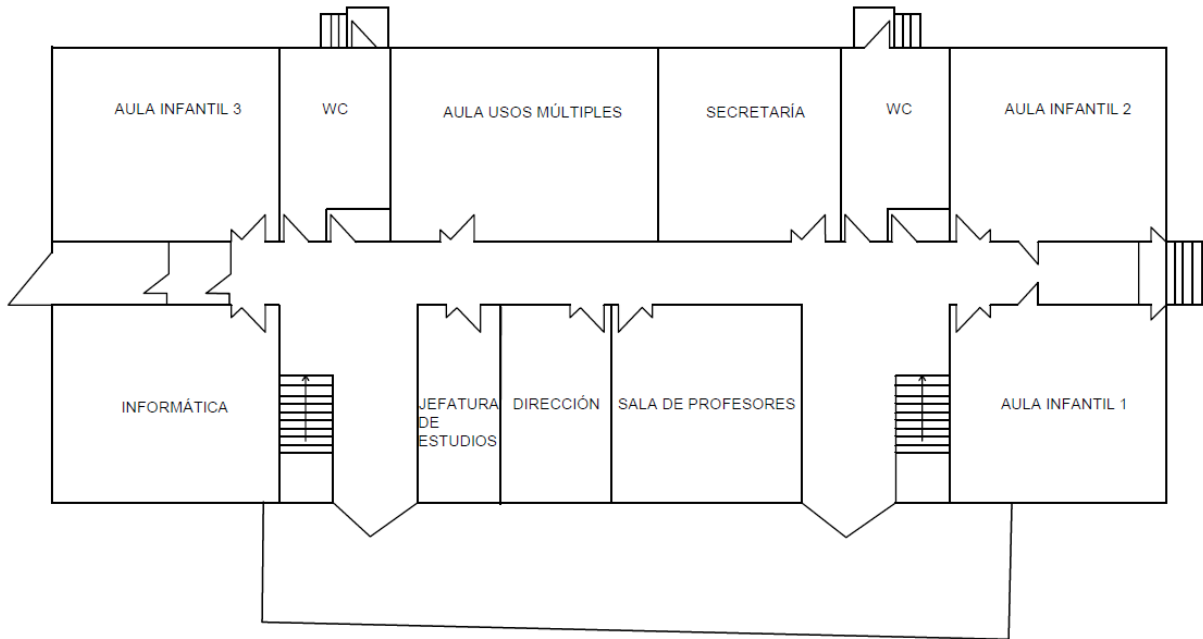 AULA INFANTIL 3
WC
AULA USOS MÚLTIPLES
SECRETARÍA
WC
AULA INFANTIL 2
INFORMÁTICA
JEFATURA
DE
ESTUDIOS
DIRECCIÓN
SALA DE PROFESORES
AULA INFANTIL 1